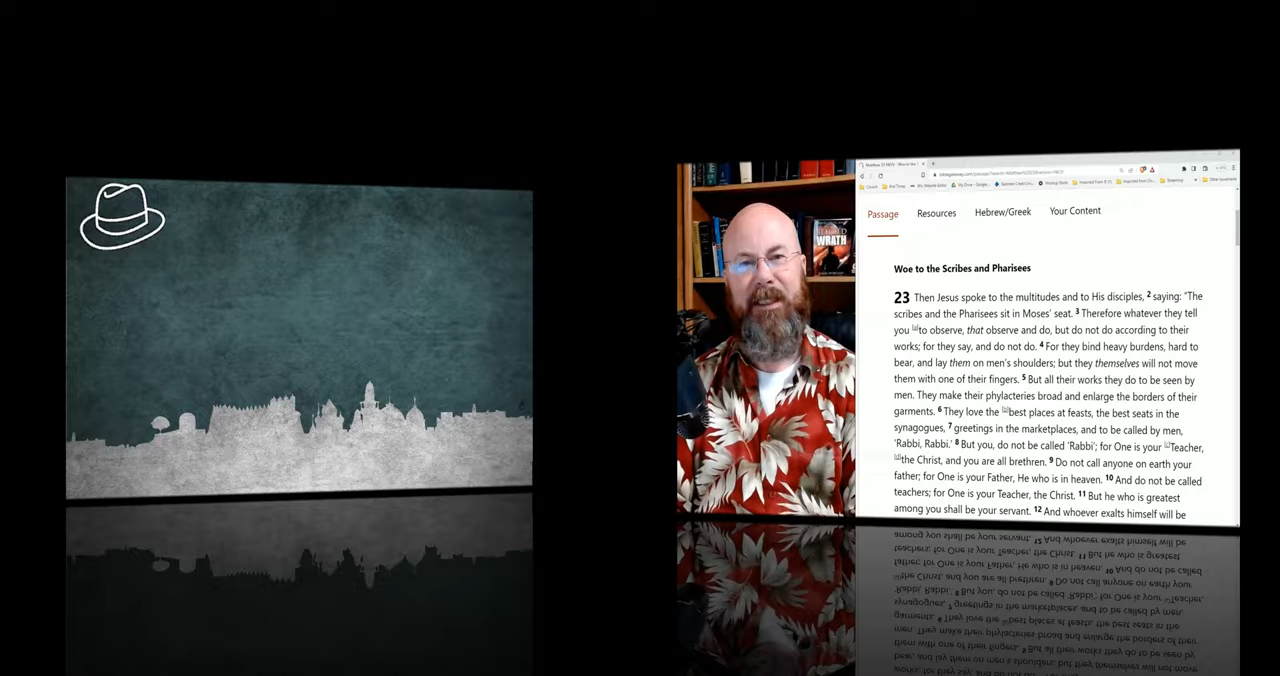 WRATH
Passage
Resources
Hebrew/Greek
Your Content
Woe to the Scribes and Pharisees
23 Then Jesus spoke to the multitudes and to His disciples, 2 saying: "The
scribes and the Pharisees sit in Moses' seat. 3 Therefore whatever they tell
you [a]to observe, that observe and do, but do not do according to their
works; for they say, and do not do. 4 For they bind heavy burdens, hard to
bear, and lay them on men's shoulders; but they themselves will not move
them with one of their fingers. 5 But all their works they do to be seen by
men. They make their phylacteries broad and enlarge the borders of their
garments. 6 They love the [b]best places at feasts, the best seats in the
synagogues, 7 greetings in the marketplaces, and to be called by men,
'Rabbi, Rabbi.' 8 But you, do not be called 'Rabbi'; for One is your [c]Teacher,
[d]the Christ, and you are all brethren. 9 Do not call anyone on earth your
father; for One is your Father, He who is in heaven. 10 And do not be called
teachers; for One is your Teacher, the Christ. 11 But he who is greatest
among you shall be your servant. 12 And whoever exalts himself will be